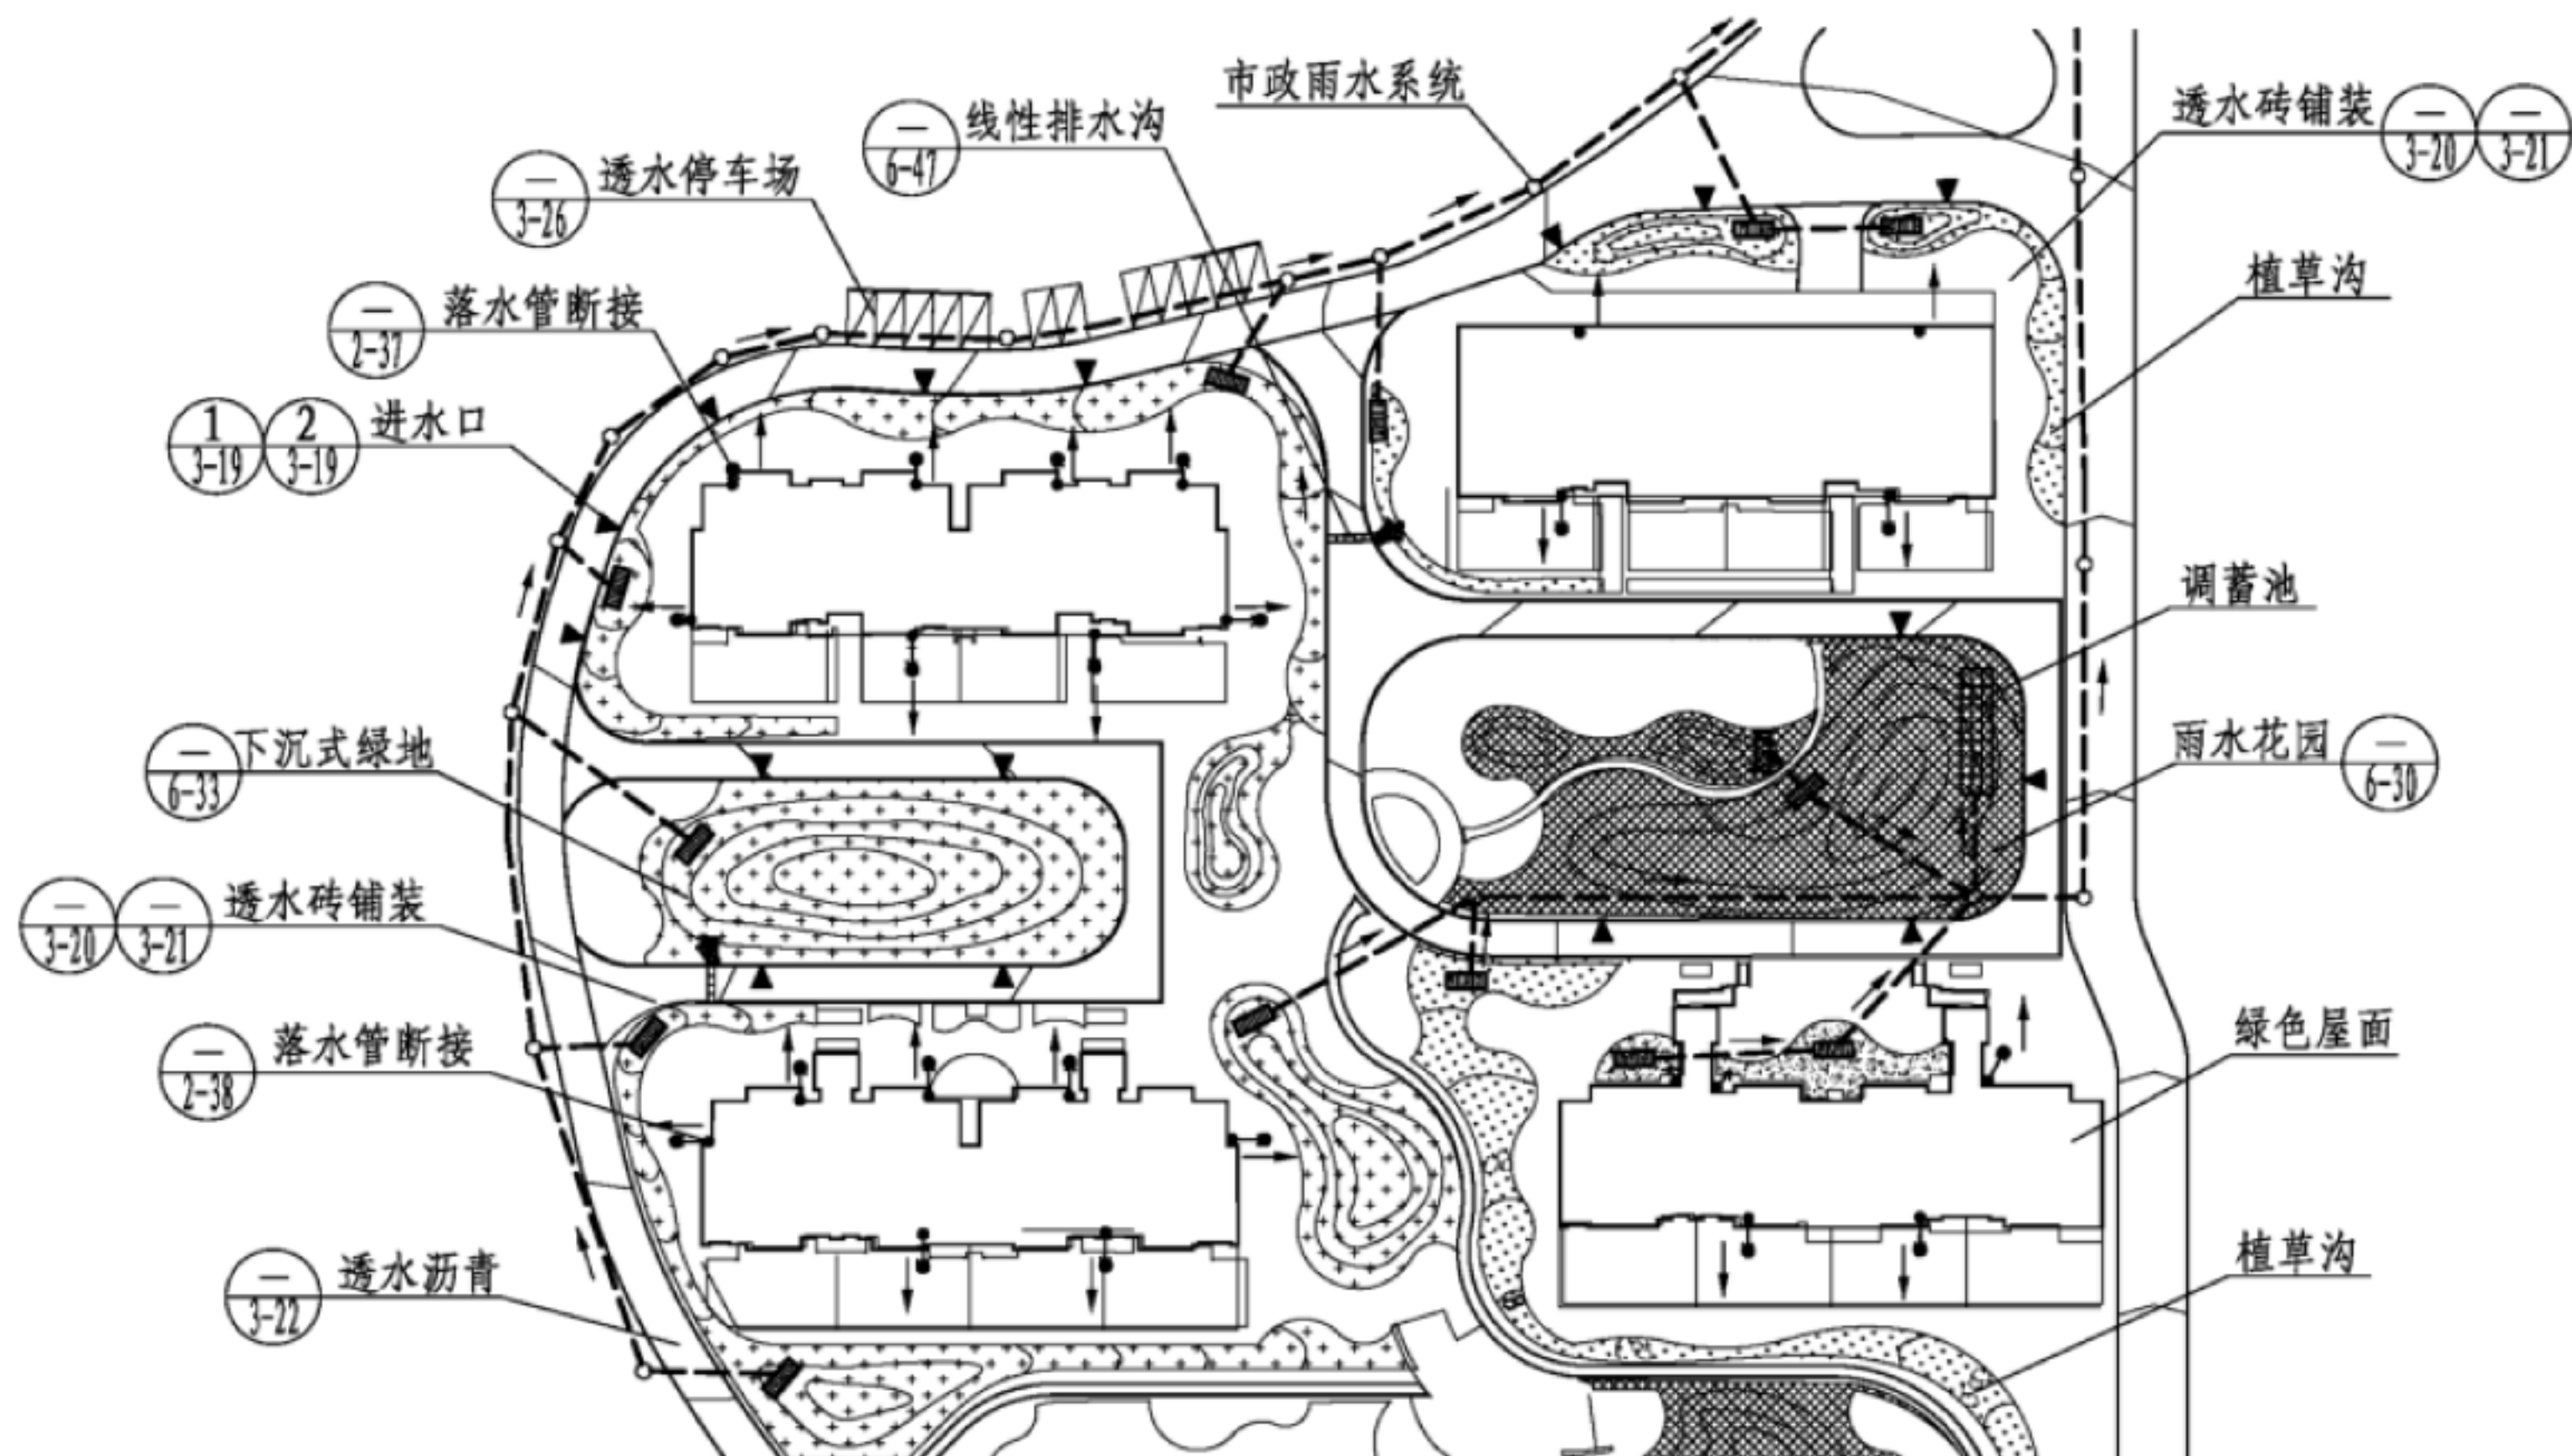 市政雨水系统
线性排水沟
—
6-47
透水砖铺装
—
3-20
—
3-21
透水停车场
—
3-26
植草沟
落水管断接
—
2-37
进水口
1
3-19
2
3-19
调蓄池
下沉式绿地
—
6-33
雨水花园
—
6-30
透水砖铺装
—
3-20
—
3-21
绿色屋面
落水管断接
—
2-38
植草沟
透水沥青
—
3-22